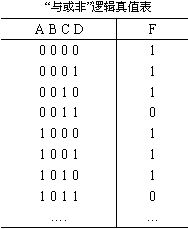 “与或非”逻辑真值表
A B C D F
0 0 0 0 1
0 0 0 1 1
0 0 1 0 1
0 0 1 1 0
1 0 0 0 1
1 0 0 1 1
1 0 1 0 1
1 0 1 1 0
…. …